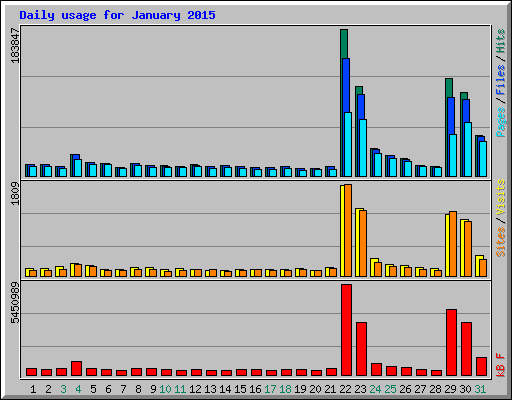 Daily usage for January 2015
183847
Pages / Files / Hits
1809
Sites / Visits
5450989
kB F
1 2 3 4 5 6 7 8 9 10 11 12 13 14 15 16 17 18 19 20 21 22 23 24 25 26 27 28 29 30 31